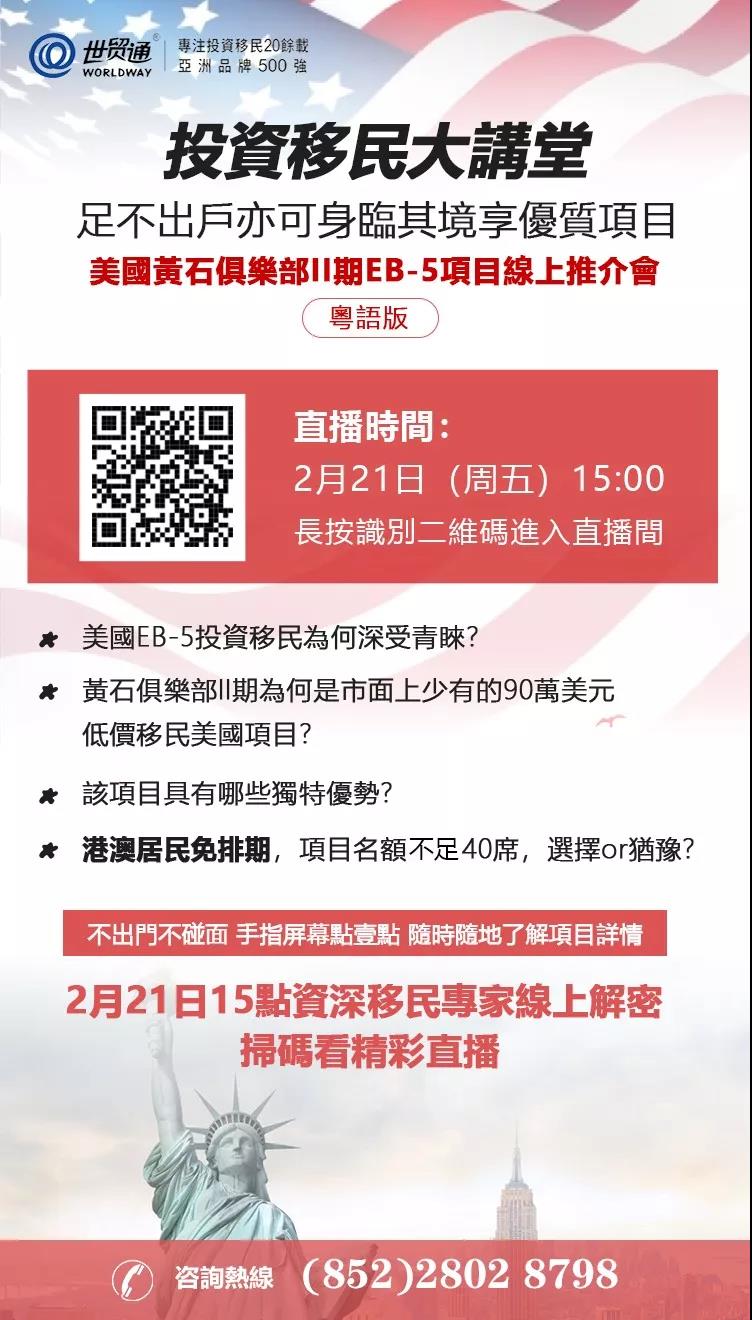 世贸通®
WORLDWAY
專注投資移民20餘載
亞洲品牌500強
投資移民大講堂
足不出戶亦可身臨其境享優質項目
美國黃石俱樂部II期EB-5項目線上推介會
粵語版
直播時間：
2月21日（周五）15:00
長按識別二維碼進入直播間
美國EB-5投資移民為何深受青睞?
黃石俱樂部II期為何是市面上少有的90萬美元
低價移民美國項目?
該項目具有哪些獨特優勢?
港澳居民免排期，項目名額不足40席，選擇or猶豫?
不出門不碰面 手指屏幕點壹點 隨時隨地了解項目詳情
2月21日15點資深移民專家線上解密
掃碼看精彩直播
咨詢熱線 (852)2802 8798